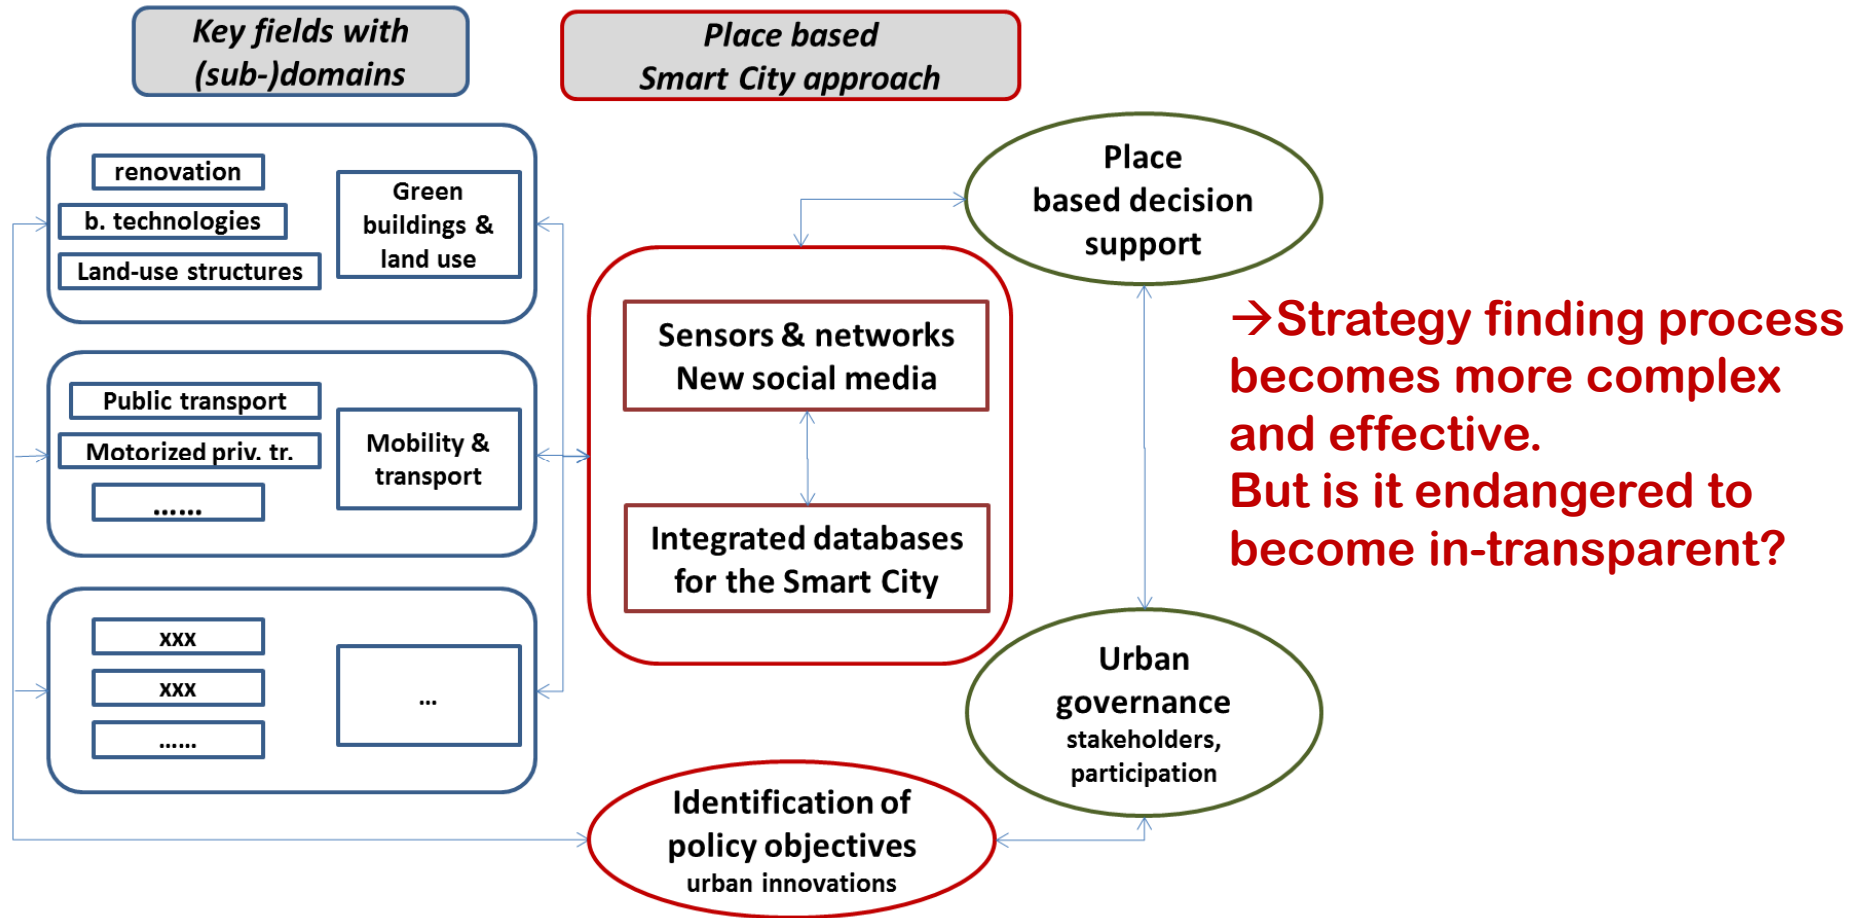 Key fields with
(sub-)domains
Place based
Smart City approach
renovation
b. technologies
Land-use structures
Green
buildings &
land use
Public transport
Motorized priv. tr.
......
Mobility &
transport
xxx
xxx
......
...
Sensors & networks
New social media
Integrated databases
for the Smart City
Place
based decision
support
Urban
governance
stakeholders,
participation
Identification of
policy objectives
urban innovations
→Strategy finding process
becomes more complex
and effective.
But is it endangered to
become in-transparent?